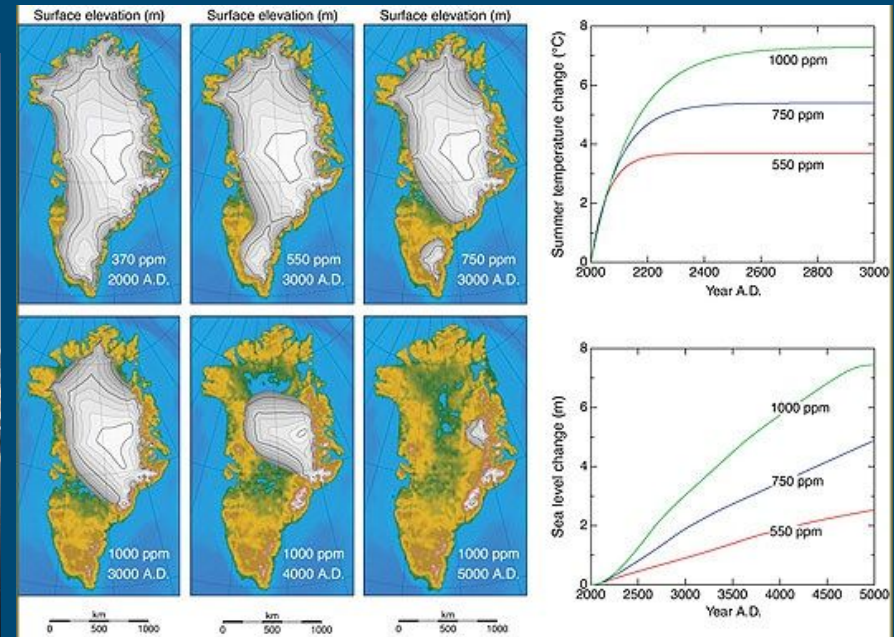 Surface elevation (m)
Surface elevation (m)
Surface elevation (m)
370 ppm
2000 A.D.
550 ppm
3000 A.D.
750 ppm
3000 A.D.
1000 ppm
3000 A.D.
1000 ppm
4000 A.D.
1000 ppm
5000 A.D.
km
0 500 1000
km
0 500 1000
km
0 500 1000
Summer temperature change (°C)
8
6
4
2
0
1000 ppm
750 ppm
550 ppm
2000 2200 2400 2600 2800 3000
Year A.D.
Sea level change (m)
8
6
4
2
0
1000 ppm
750 ppm
550 ppm
2000 2500 3000 3500 4000 4500 5000
Year A.D.